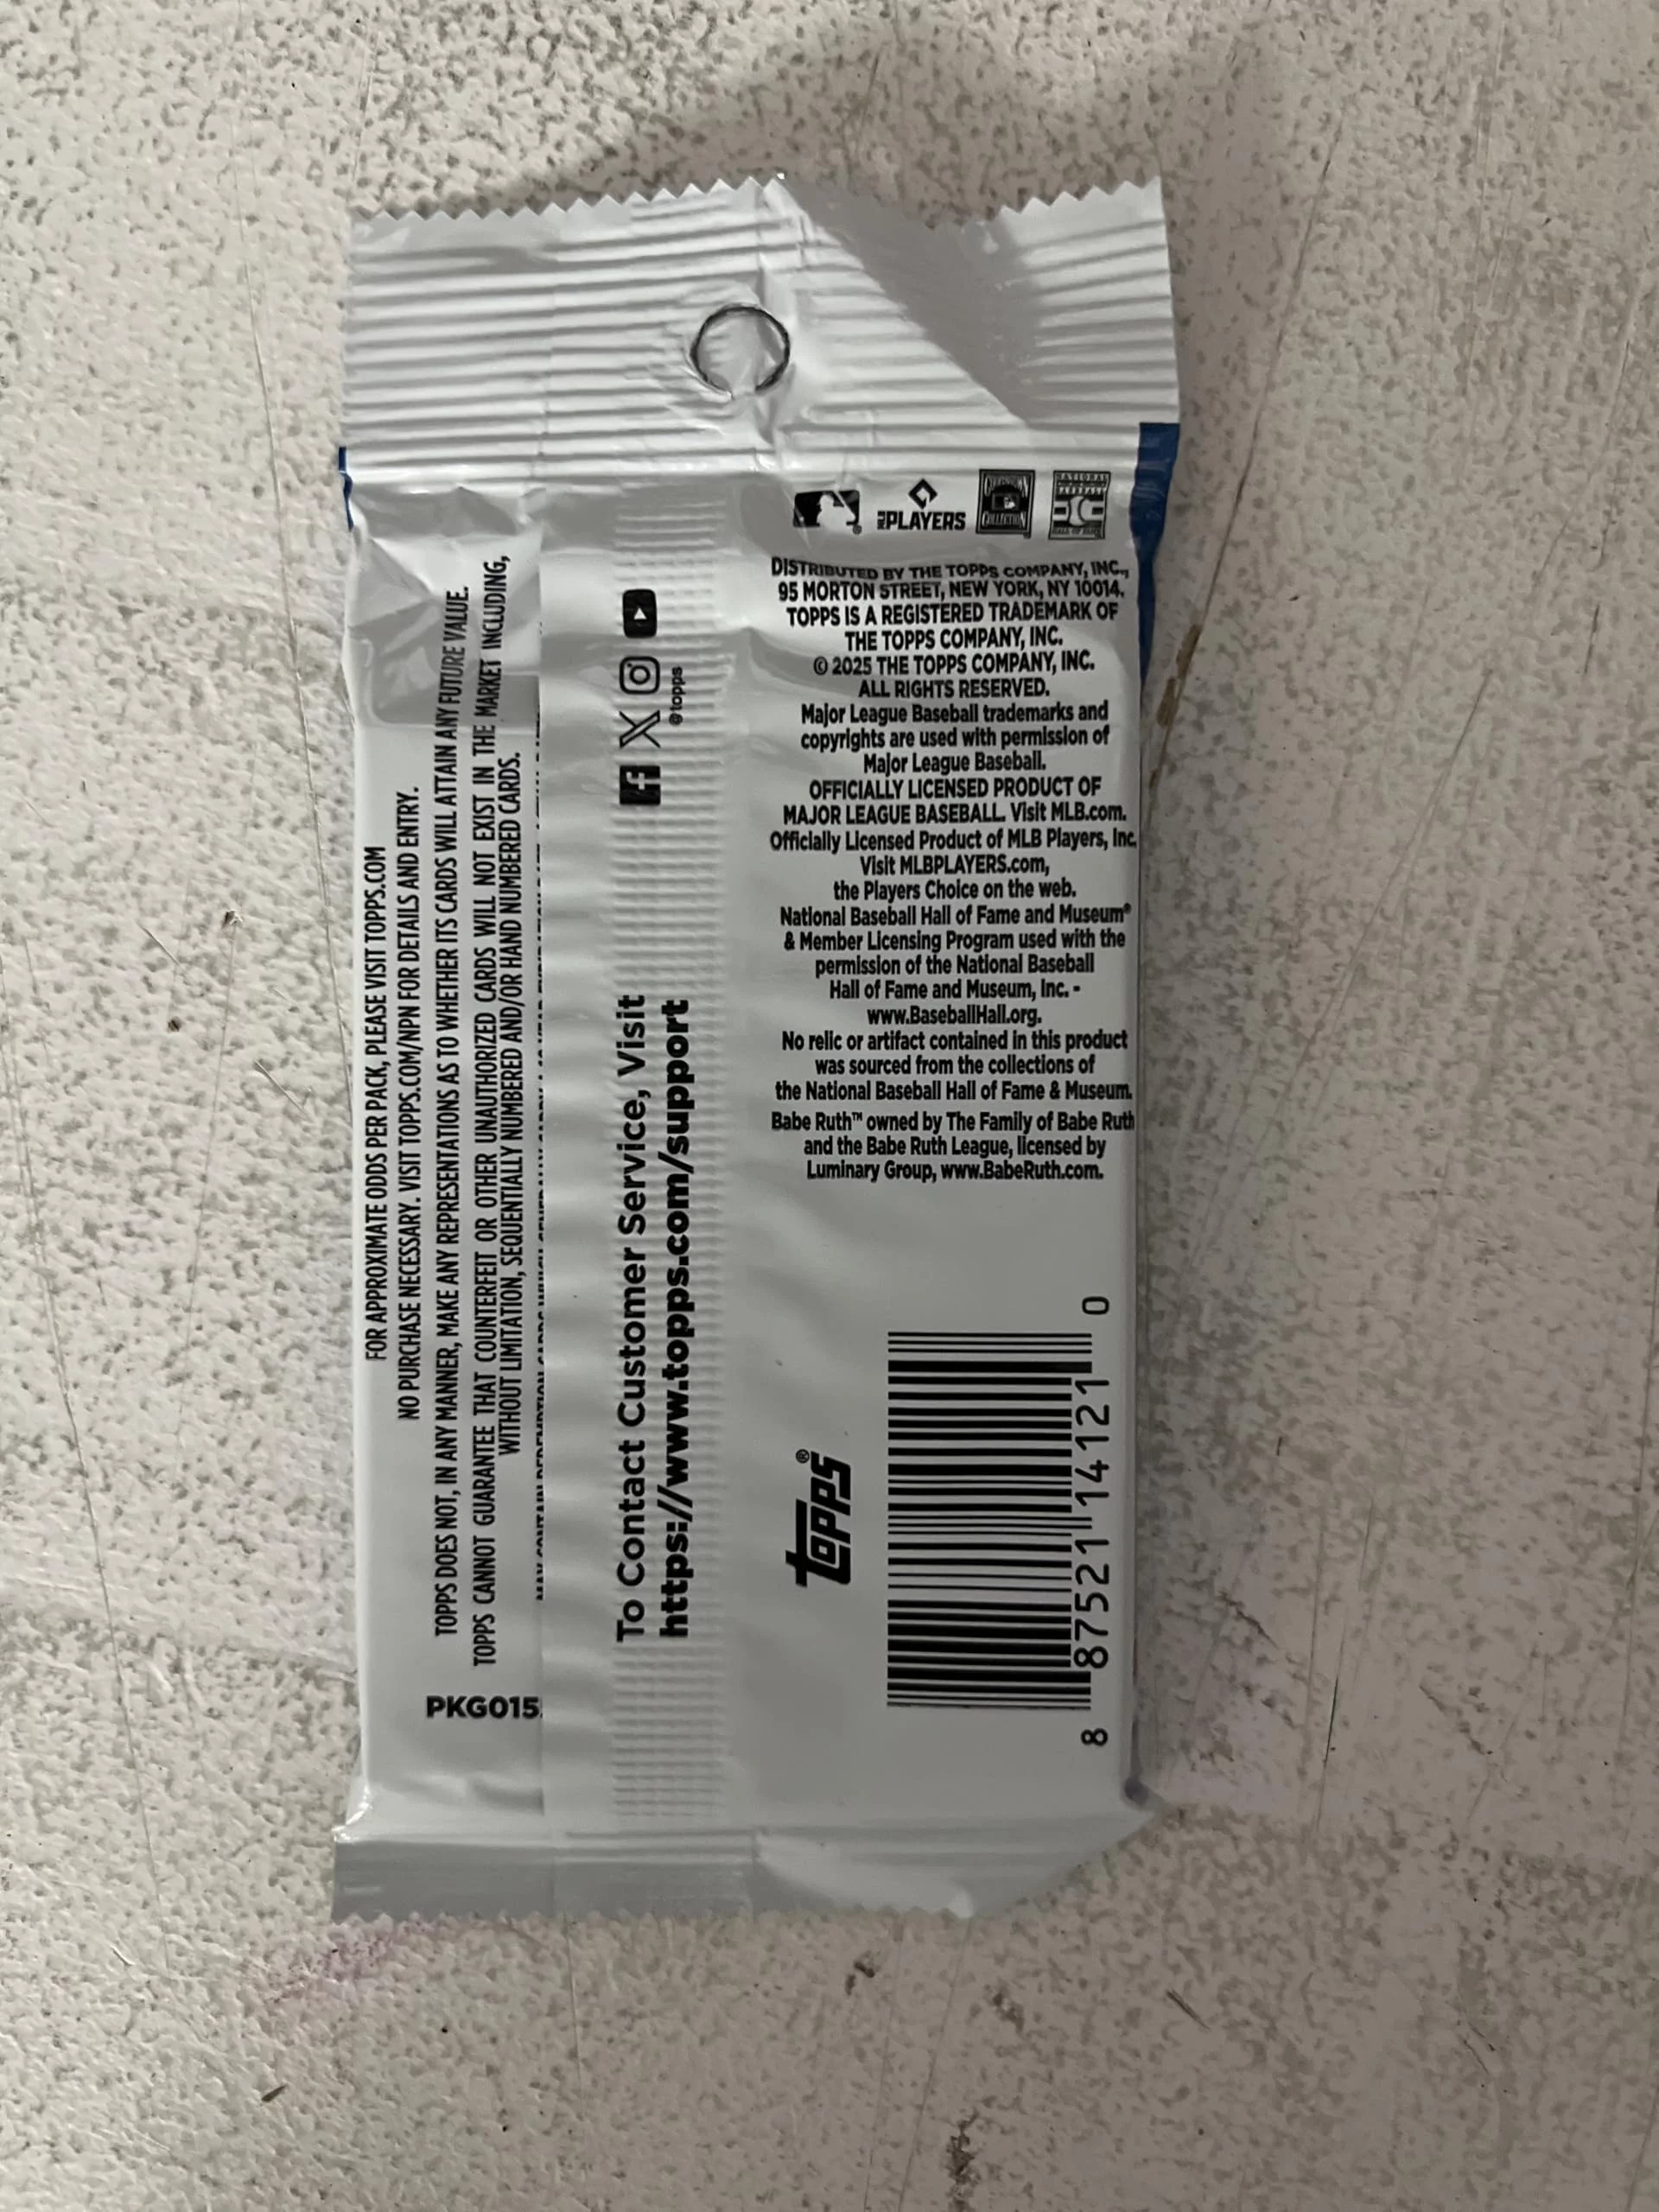 FOR APPROXIMATE ODDS PER PACK, PLEASE VISIT TOPPS.COM
NO PURCHASE NECESSARY. VISIT TOPPS.COM/NPN FOR DETAILS AND ENTRY.
TOPPS DOES NOT, IN ANY MANNER, MAKE ANY REPRESENTATIONS AS TO WHETHER ITS CARDS WILL ATTAIN ANY FUTURE VALUE.
TOPPS CANNOT GUARANTEE THAT COUNTERFEIT OR OTHER UNAUTHORIZED CARDS WILL NOT EXIST IN THE MARKET INCLUDING,
WITHOUT LIMITATION, SEQUENTIALLY NUMBERED AND/OR HAND NUMBERED CARDS.
PKG015
To Contact Customer Service, Visit
https://www.topps.com/support
@topps
PLAYERS
COOPERSTOWN
COLLECTION
NATIONAL
BASEBALL
HALL OF FAME
DISTRIBUTED BY THE TOPPS COMPANY, INC.,
95 MORTON STREET, NEW YORK, NY 10014.
TOPPS IS A REGISTERED TRADEMARK OF
THE TOPPS COMPANY, INC.
© 2025 THE TOPPS COMPANY, INC.
ALL RIGHTS RESERVED.
Major League Baseball trademarks and
copyrights are used with permission of
Major League Baseball.
OFFICIALLY LICENSED PRODUCT OF
MAJOR LEAGUE BASEBALL. Visit MLB.com.
Officially Licensed Product of MLB Players, Inc.
Visit MLBPLAYERS.com,
the Players Choice on the web.
National Baseball Hall of Fame and Museum®
& Member Licensing Program used with the
permission of the National Baseball
Hall of Fame and Museum, Inc. -
www.BaseballHall.org.
No relic or artifact contained in this product
was sourced from the collections of
the National Baseball Hall of Fame & Museum.
Babe Ruth™ owned by The Family of Babe Ruth
and the Babe Ruth League, licensed by
Luminary Group, www.BabeRuth.com.
topps®
8 87521 14121 0